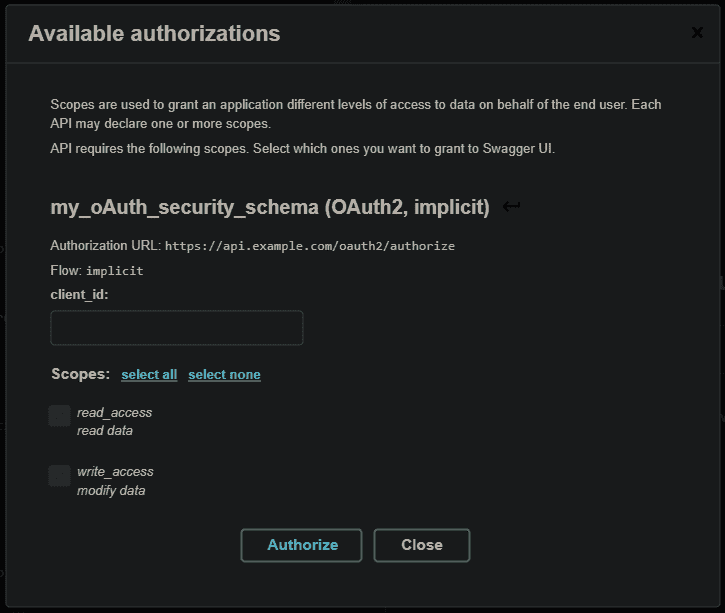 Available authorizations
x
Scopes are used to grant an application different levels of access to data on behalf of the end user. Each
API may declare one or more scopes.
API requires the following scopes. Select which ones you want to grant to Swagger UI.
my_oAuth_security_schema (OAuth2, implicit) ↩
Authorization URL: https://api.example.com/oauth2/authorize
Flow: implicit
client_id:
Scopes: select all select none
read_access
read data
write_access
modify data
Authorize Close